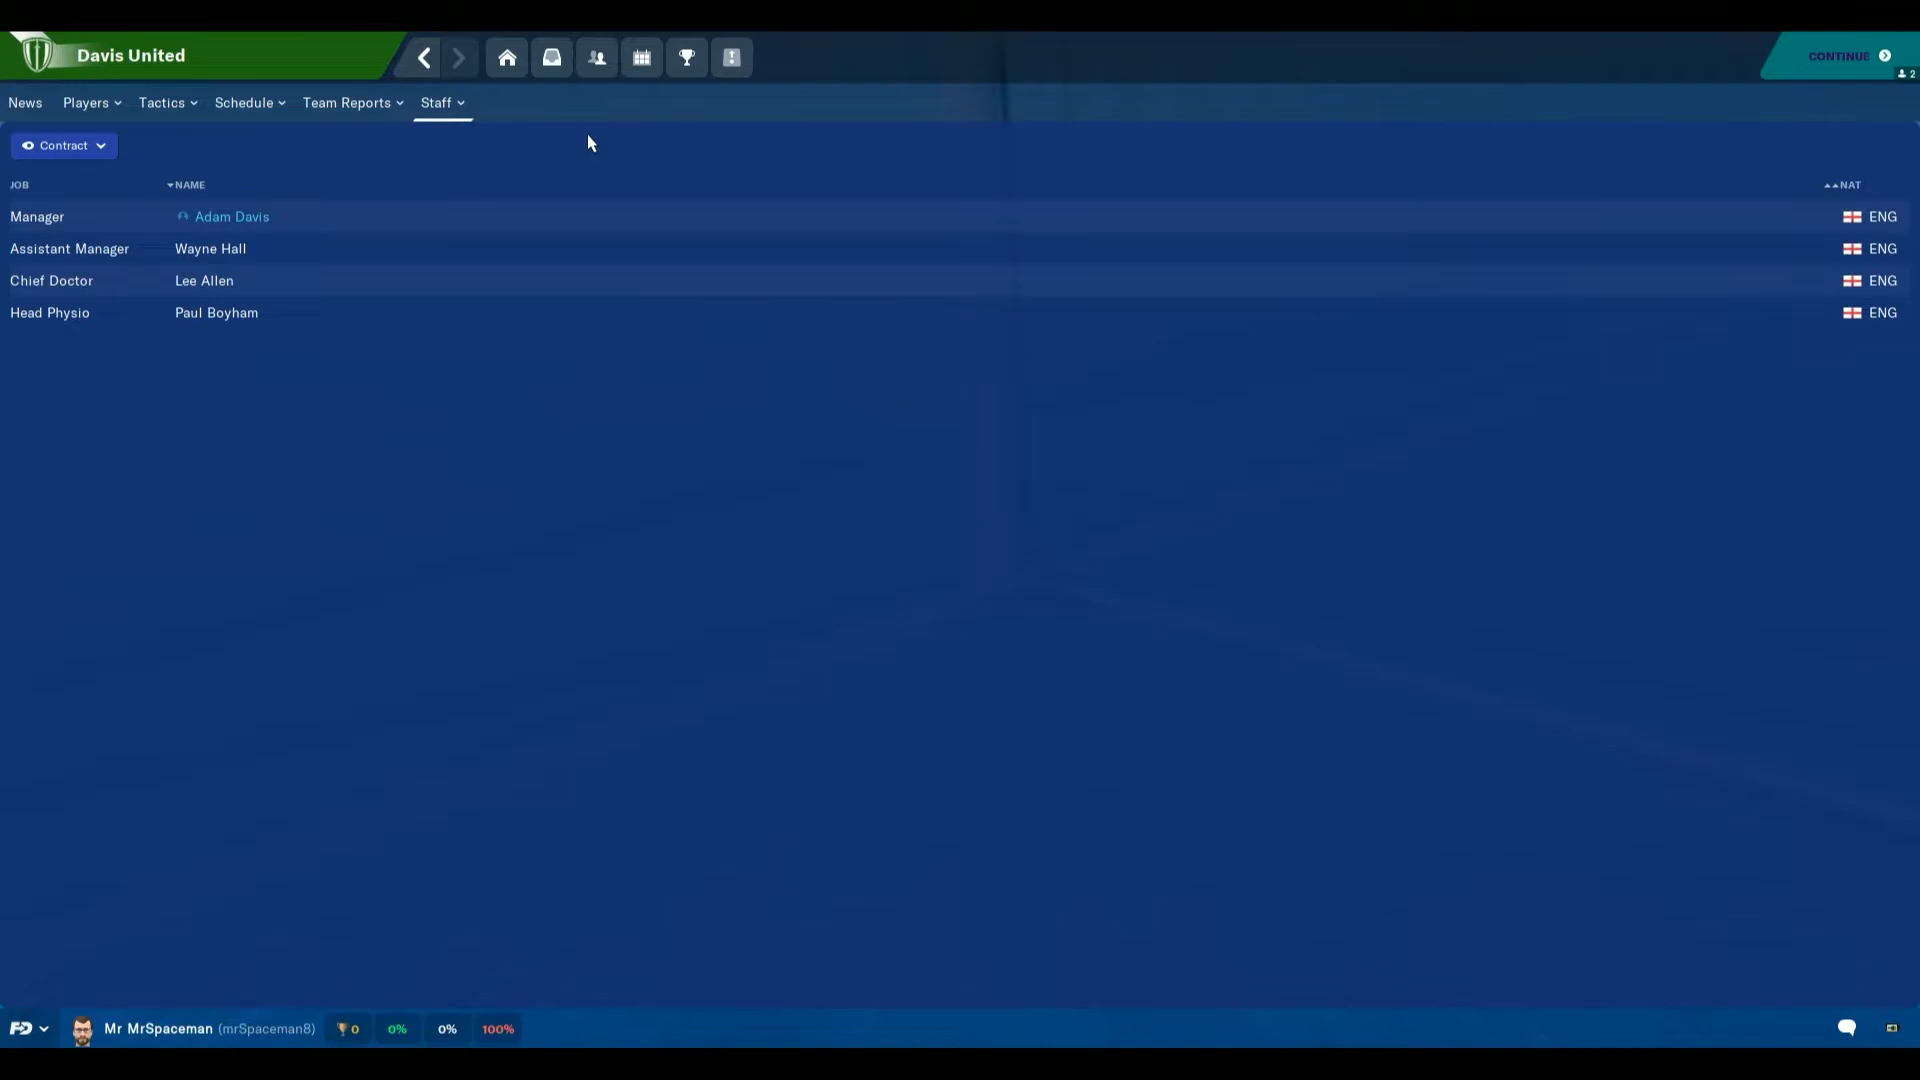 Davis United
CONTINUE
2
News Players Tactics Schedule Team Reports Staff
Contract
JOB NAME NAT
Manager Adam Davis ENG
Assistant Manager Wayne Hall ENG
Chief Doctor Lee Allen ENG
Head Physio Paul Boyham ENG
FD Mr MrSpaceman (mrSpaceman8) 0 0% 0% 100%